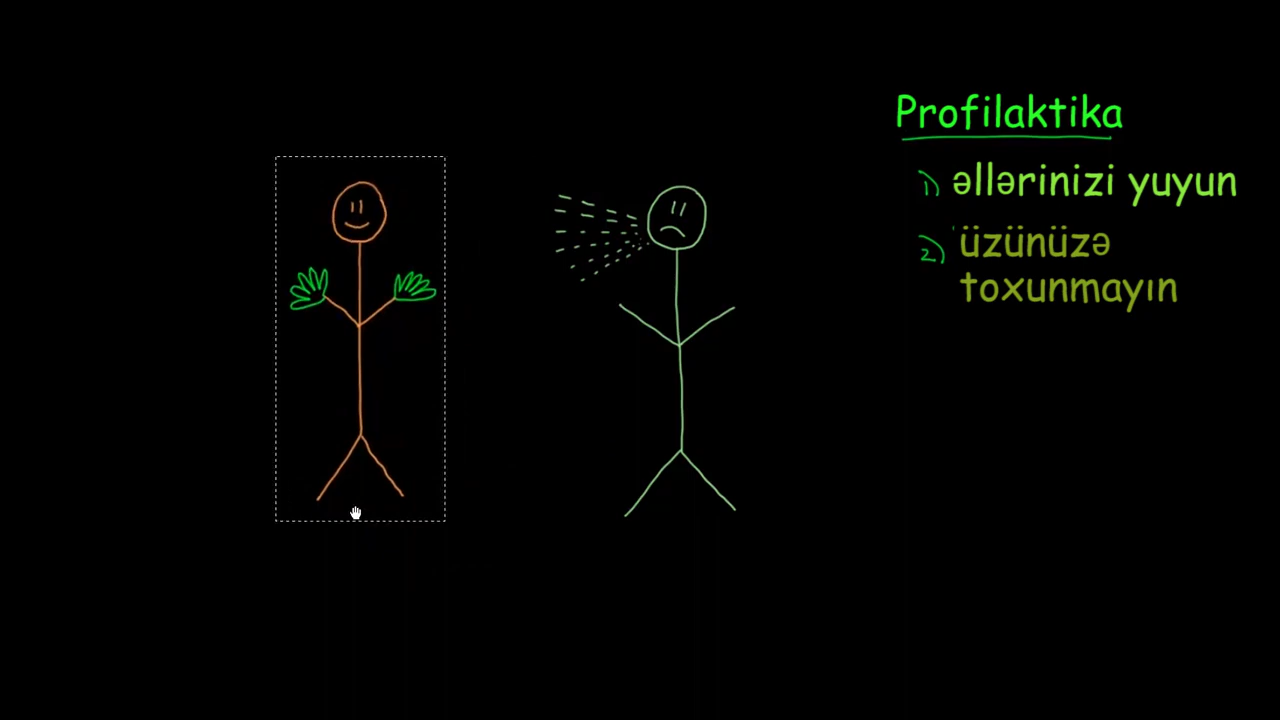 Profilaktika
1) əllərinizi yuyun
2) üzünüzə
toxunmayın